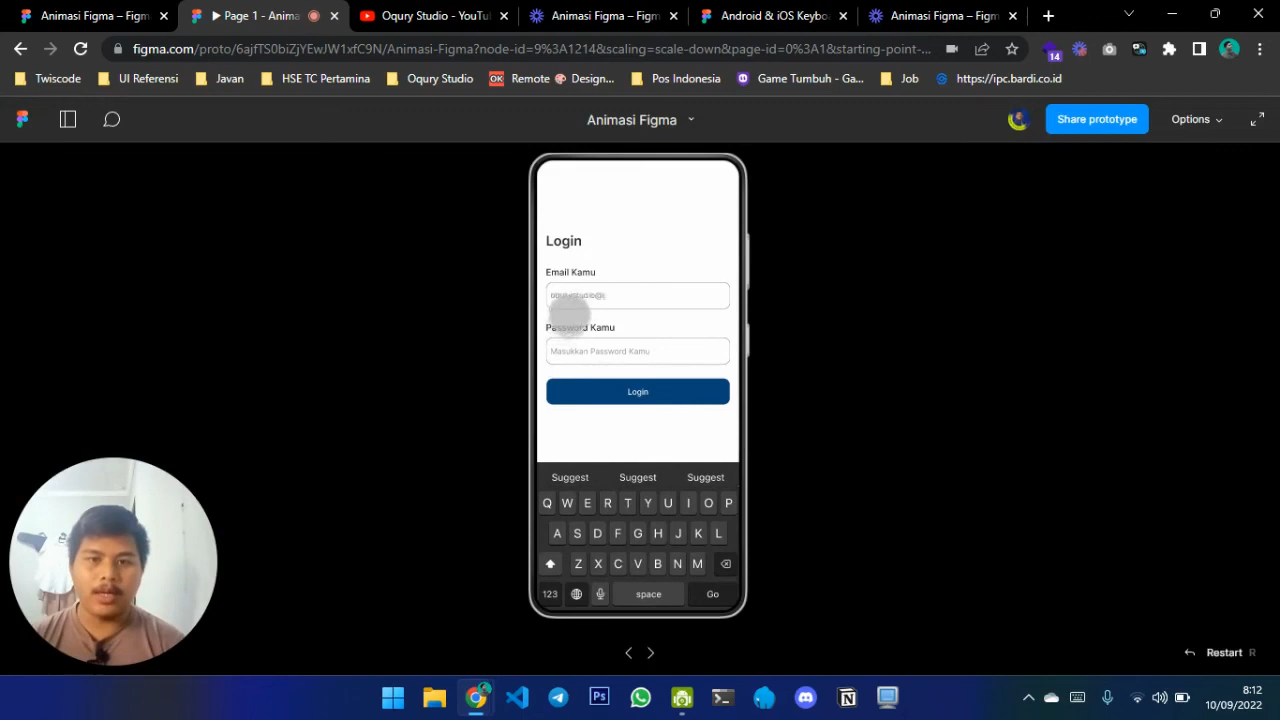 Animasi Figma – Figm
Page 1 - Anima
Oqury Studio - YouTu
Animasi Figma – Figm
Android & iOS Keybo
Animasi Figma – Figm
figma.com/proto/6ajfTS0biZjYEwJW1xfC9N/Animasi-Figma?node-id=9%3A1214&scaling=scale-down&page-id=0%3A1&starting-point-...
14
Twiscode
UI Referensi
Javan
HSE TC Pertamina
Oqury Studio
OK Remote 🎨 Design...
Pos Indonesia
Game Tumbuh - Ga...
Job
https://ipc.bardi.co.id
Animasi Figma
Share prototype
Options
Login
Email Kamu
Password Kamu
Masukkan Password Kamu
Login
Suggest Suggest Suggest
Q W E R T Y U I O P
A S D F G H J K L
Z X C V B N M
123 space Go
Restart R
Ps
8:12
10/09/2022